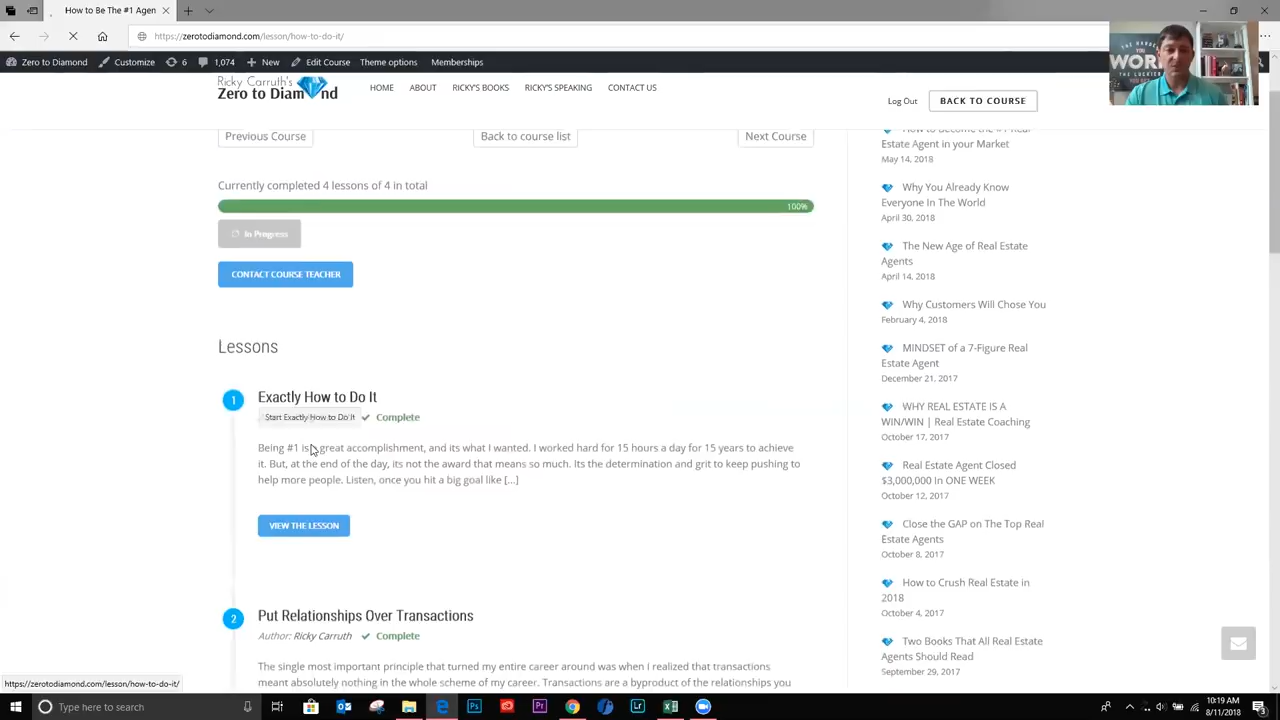 How to Be The #1 Agen
https://zerotodiamond.com/lesson/how-to-do-it/
Zero to Diamond
Customize
6
1,074
New
Edit Course
Theme options
Memberships
Ricky Carruth's
Zero to Diam nd
HOME
ABOUT
RICKY'S BOOKS
RICKY'S SPEAKING
CONTACT US
Log Out
BACK TO COURSE
Previous Course
Back to course list
Next Course
Currently completed 4 lessons of 4 in total
100%
In Progress
CONTACT COURSE TEACHER
Lessons
1
Exactly How to Do It
Start Exactly How to Do It
Complete
Being #1 is great accomplishment, and its what I wanted. I worked hard for 15 hours a day for 15 years to achieve
it. But, at the end of the day, its not the award that means so much. Its the determination and grit to keep pushing to
help more people. Listen, once you hit a big goal like [...]
VIEW THE LESSON
2
Put Relationships Over Transactions
Author: Ricky Carruth
Complete
The single most important principle that turned my entire career around was when I realized that transactions
meant absolutely nothing in the whole scheme of my career. Transactions are a byproduct of the relationships you
How to Become the #1 Real
Estate Agent in your Market
May 14, 2018
Why You Already Know
Everyone In The World
April 30, 2018
The New Age of Real Estate
Agents
April 14, 2018
Why Customers Will Chose You
February 4, 2018
MINDSET of a 7-Figure Real
Estate Agent
December 21, 2017
WHY REAL ESTATE IS A
WIN/WIN | Real Estate Coaching
October 17, 2017
Real Estate Agent Closed
$3,000,000 In ONE WEEK
October 12, 2017
Close the GAP on The Top Real
Estate Agents
October 8, 2017
How to Crush Real Estate in
2018
October 4, 2017
Two Books That All Real Estate
Agents Should Read
September 29, 2017
https://zerotodiamond.com/lesson/how-to-do-it/
Type here to search
10:19 AM
8/11/2018